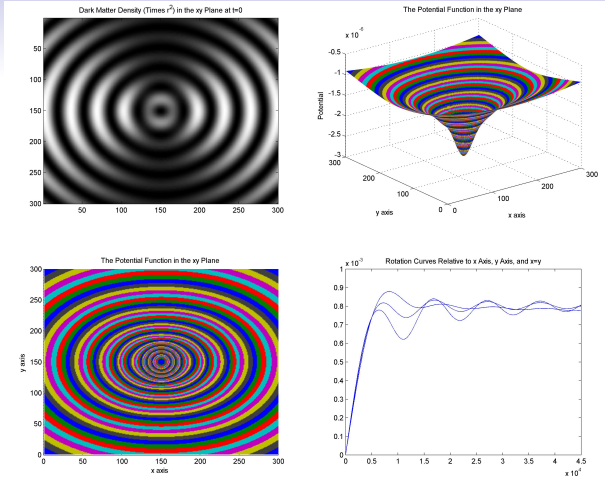 Dark Matter Density (Times r²) in the xy Plane at t=0
50
100
150
200
250
300
50 100 150 200 250 300
The Potential Function in the xy Plane
x 10⁻⁶
-0.5
-1
-1.5
-2
-2.5
-3
Potential
300
200
100
0
y axis
0
100
200
300
x axis
The Potential Function in the xy Plane
300
250
200
150
100
50
0
y axis
0 50 100 150 200 250 300
x axis
Rotation Curves Relative to x Axis, y Axis, and x=y
x 10⁻³
1
0.9
0.8
0.7
0.6
0.5
0.4
0.3
0.2
0.1
0
0 0.5 1 1.5 2 2.5 3 3.5 4 4.5
x 10⁴